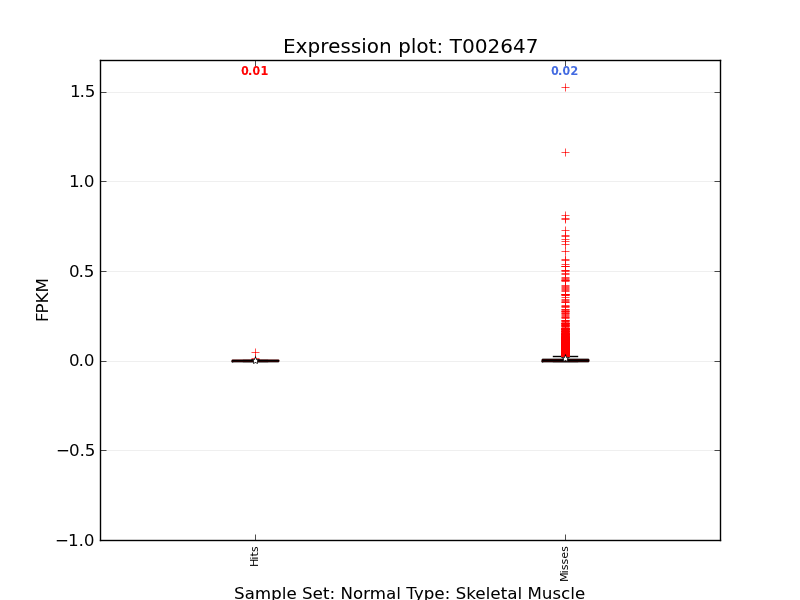 Expression plot: T002647
0.01
0.02
1.5
1.0
0.5
0.0
−0.5
−1.0
FPKM
Hits
Misses
Sample Set: Normal Type: Skeletal Muscle